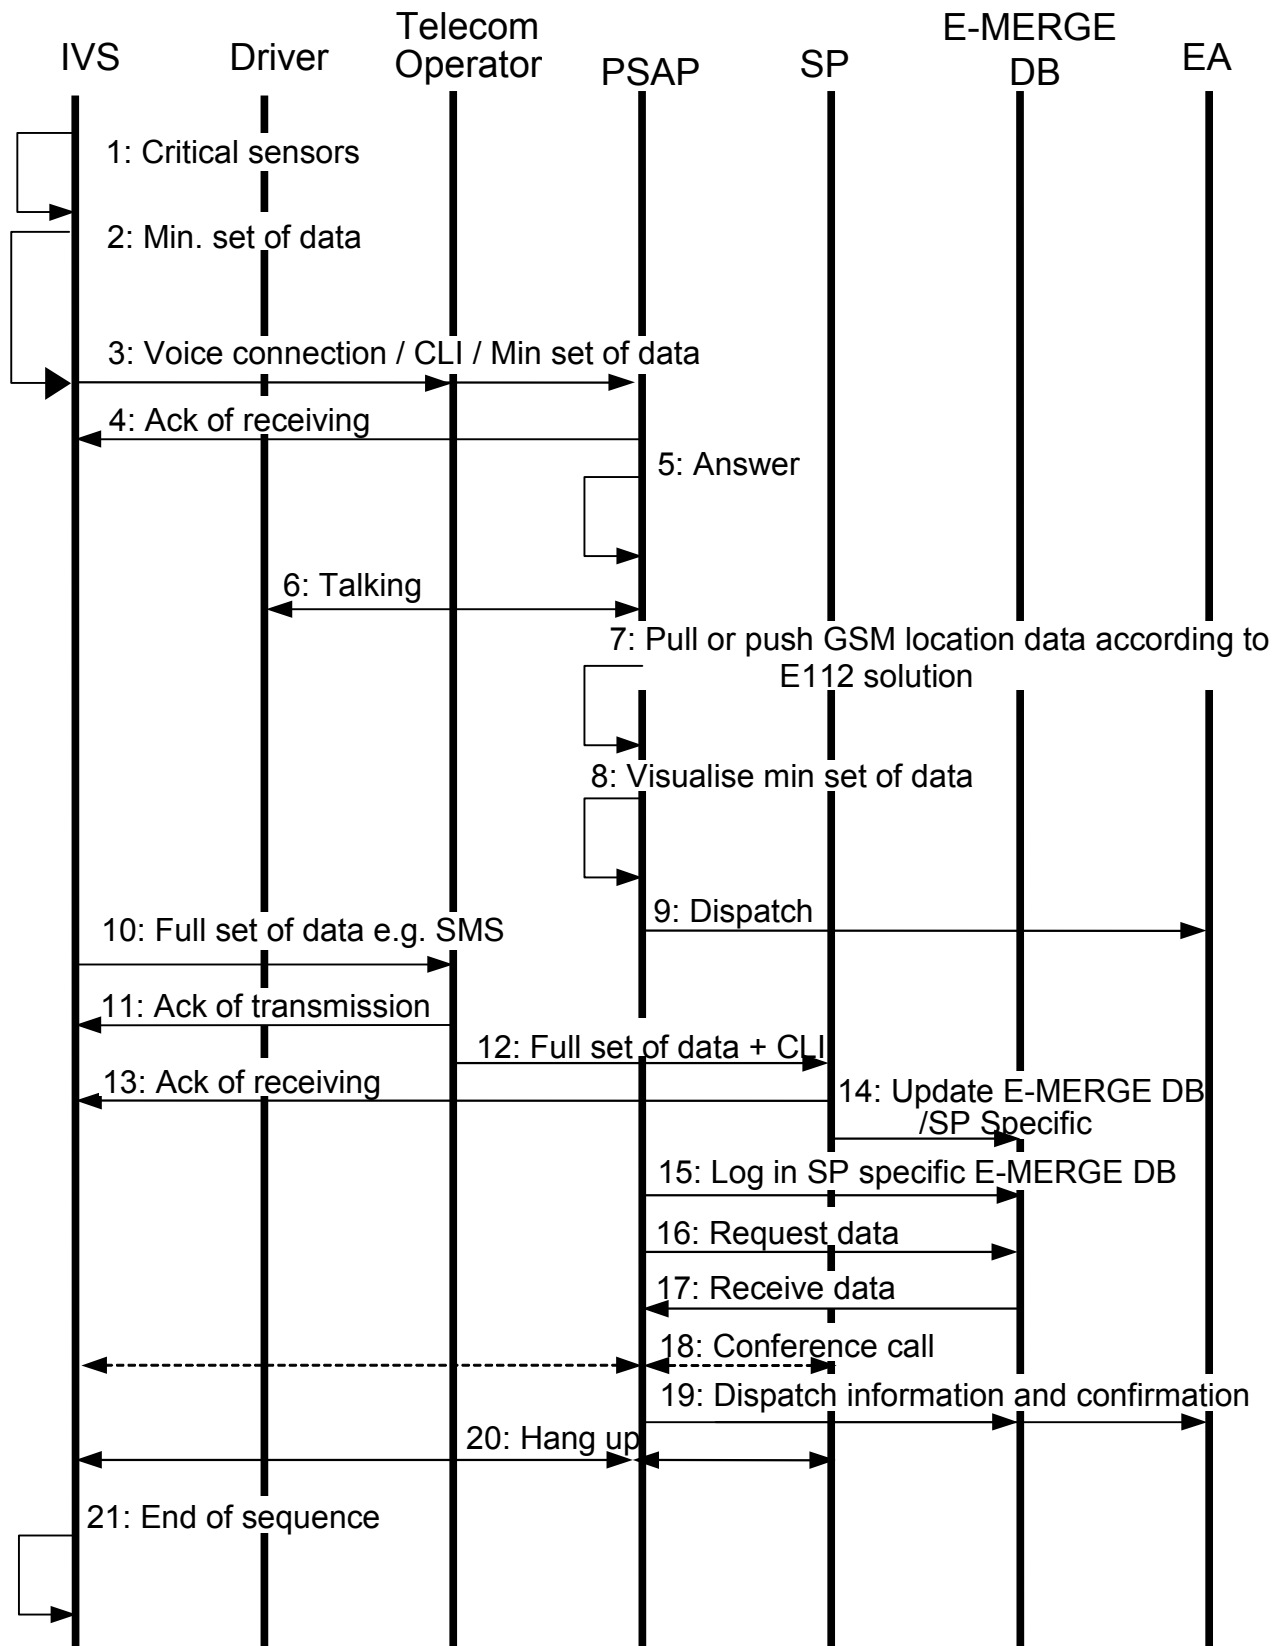 IVS
Driver
Telecom
Operator
PSAP
SP
E-MERGE
DB
EA
1: Critical sensors
2: Min. set of data
3: Voice connection / CLI / Min set of data
4: Ack of receiving
5: Answer
6: Talking
7: Pull or push GSM location data according to
E112 solution
8: Visualise min set of data
9: Dispatch
10: Full set of data e.g. SMS
11: Ack of transmission
12: Full set of data + CLI
13: Ack of receiving
14: Update E-MERGE DB
/SP Specific
15: Log in SP specific E-MERGE DB
16: Request data
17: Receive data
18: Conference call
19: Dispatch information and confirmation
20: Hang up
21: End of sequence